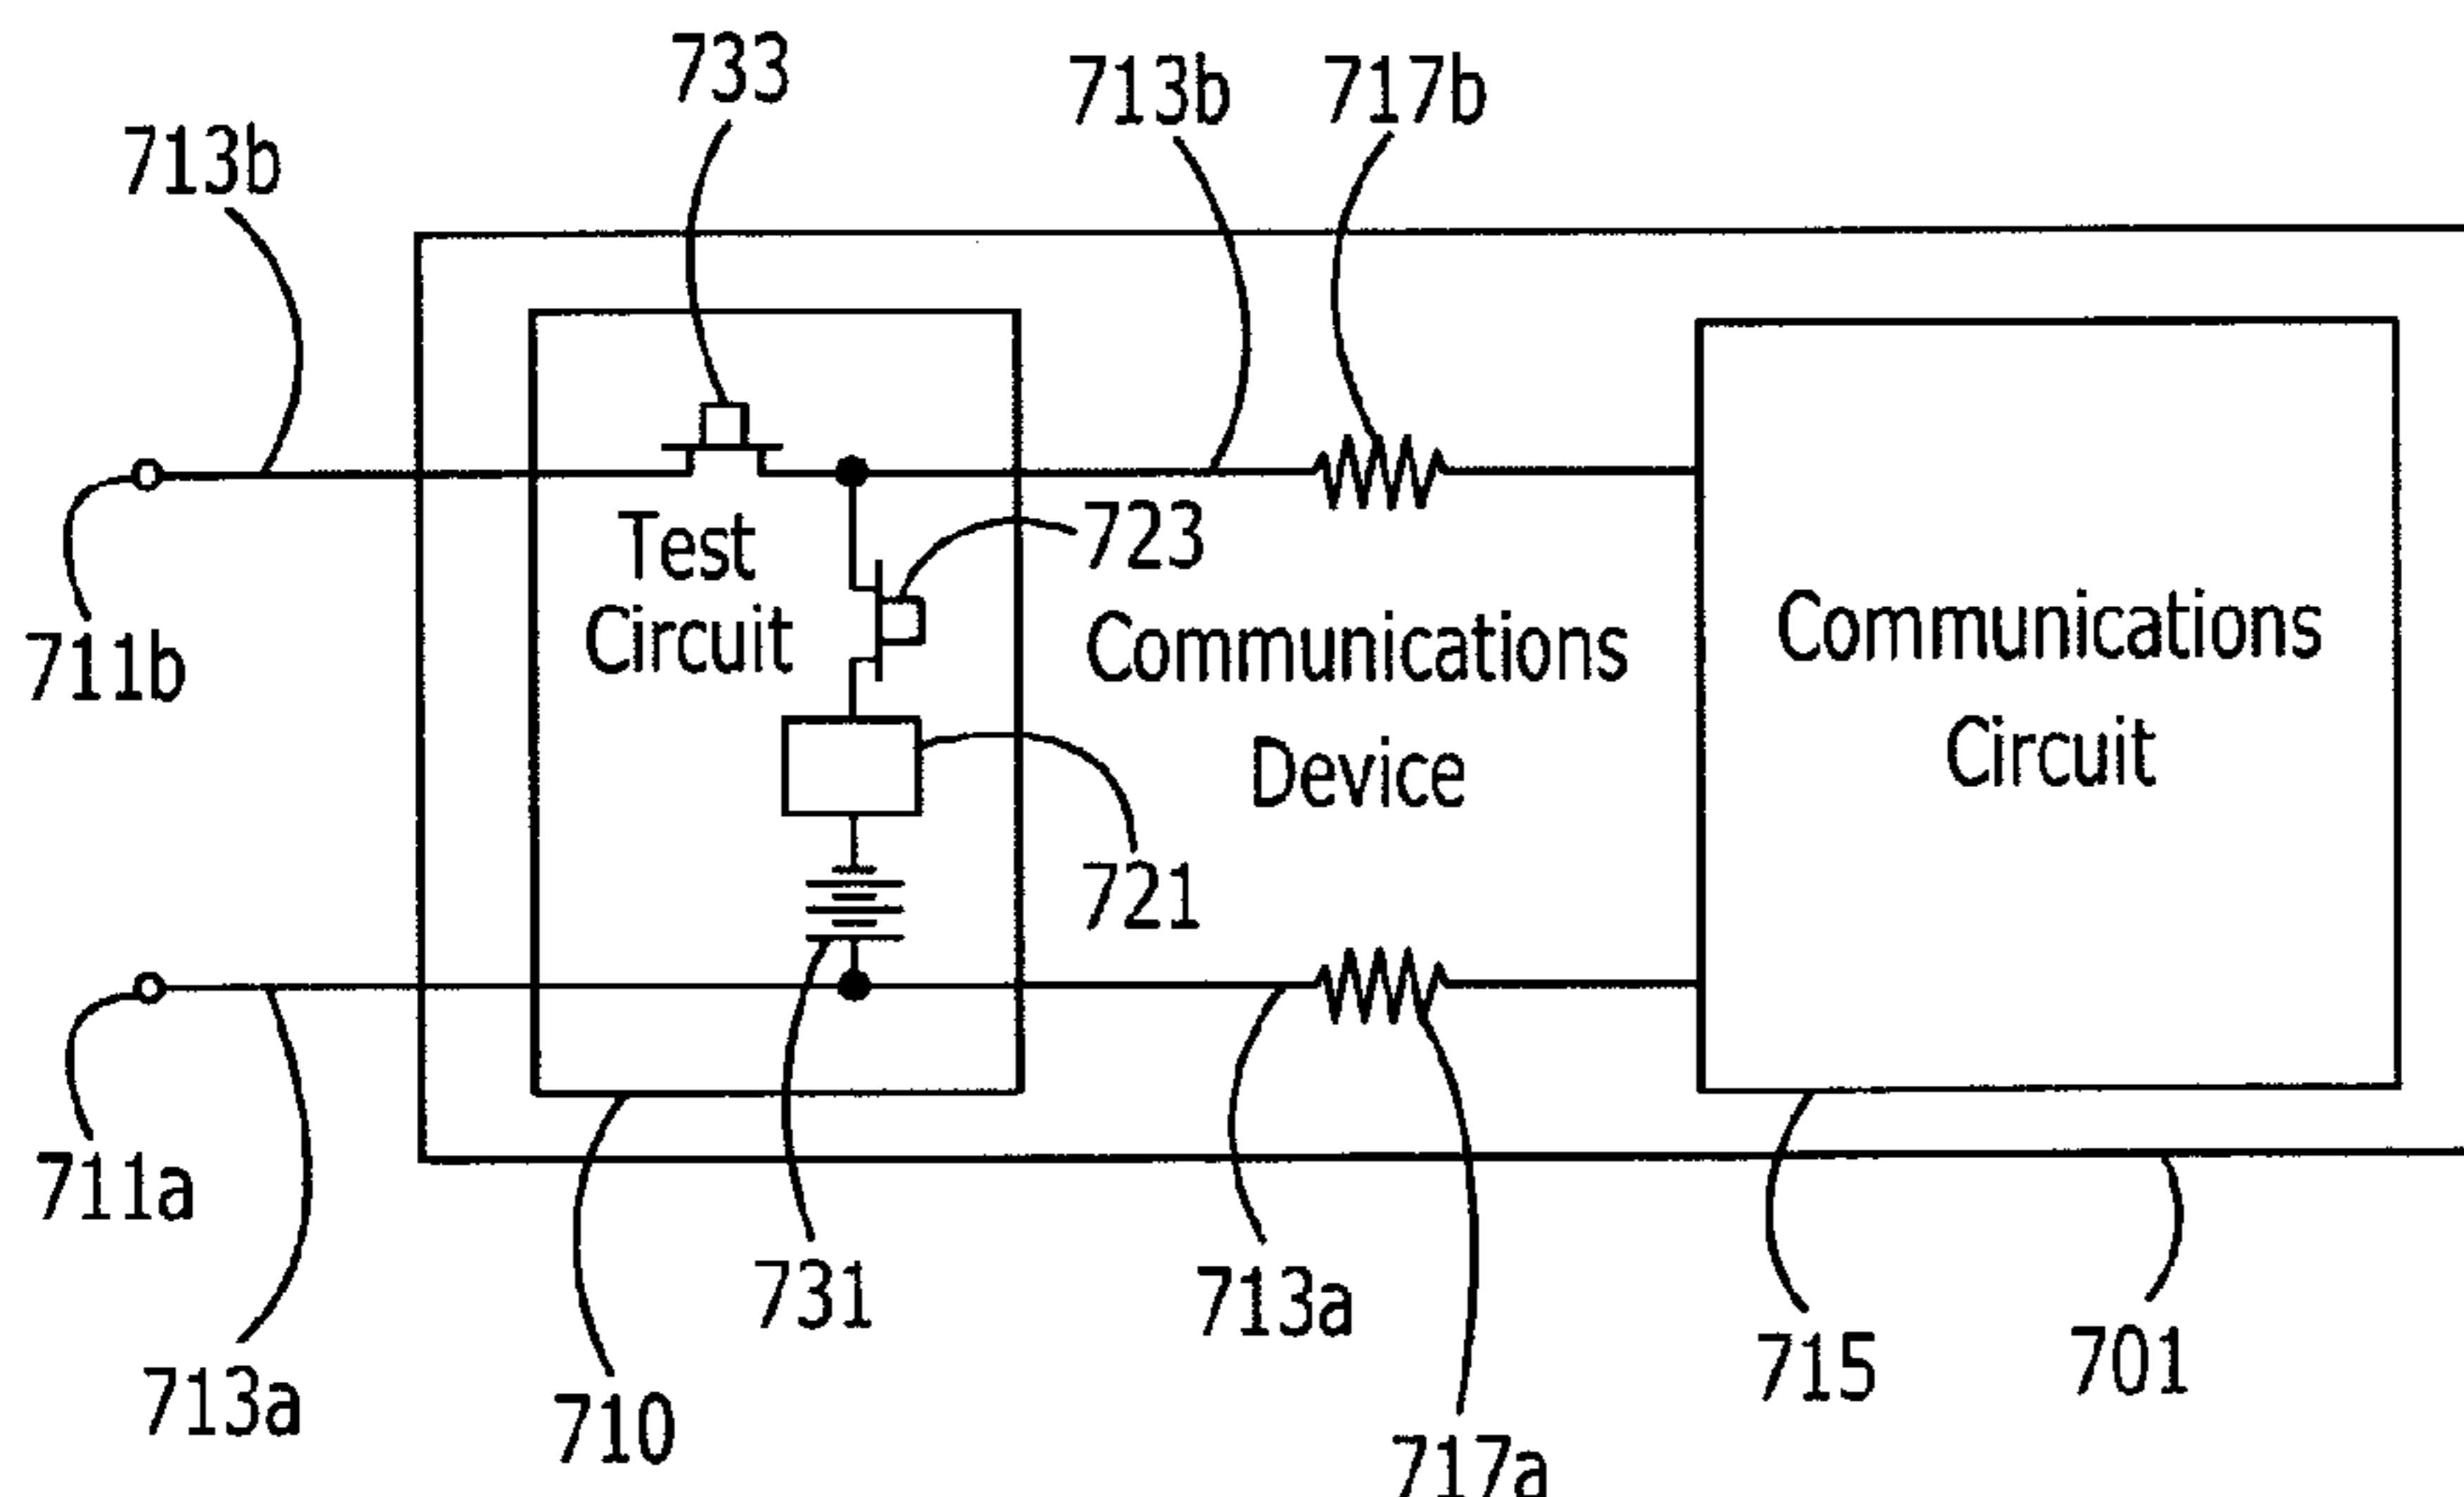 733
713b
717b
713b
Test
Circuit
723
711b
Communications
Device
Communications
Circuit
721
711a
731
713a
715
701
713a
710
717a